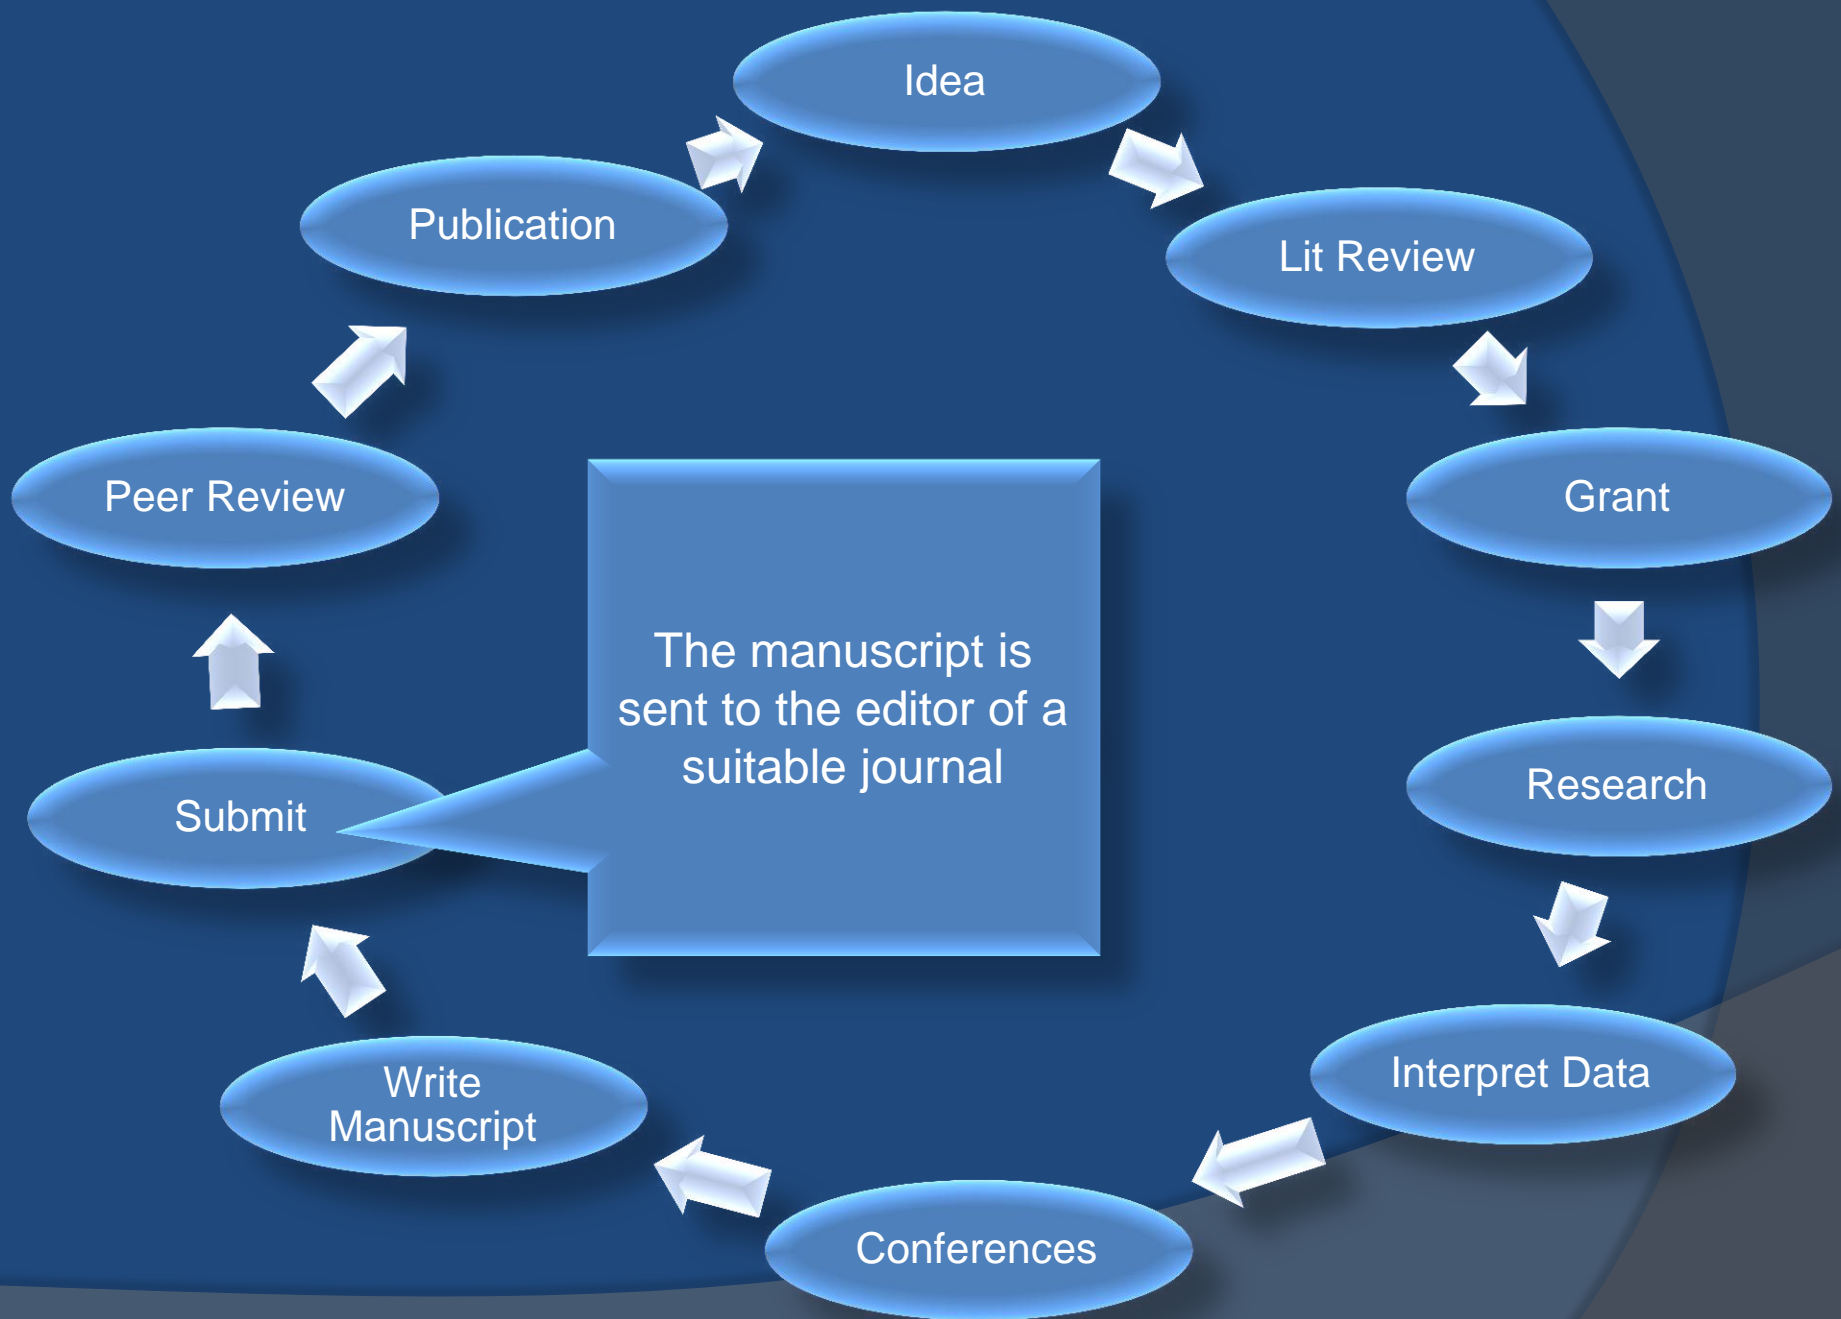 Idea
Lit Review
Grant
Research
Interpret Data
Conferences
Write
Manuscript
Submit
Peer Review
Publication
The manuscript is
sent to the editor of a
suitable journal